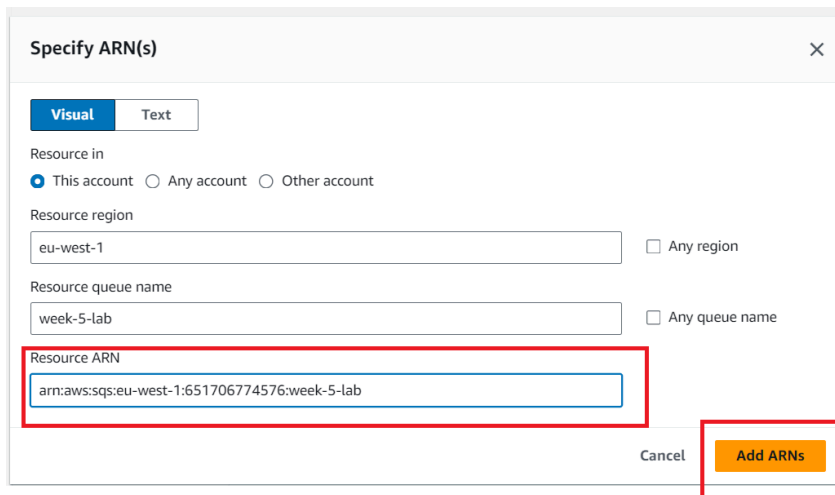 Specify ARN(s)
Visual Text
Resource in
This account Any account Other account
Resource region
eu-west-1 Any region
Resource queue name
week-5-lab Any queue name
Resource ARN
arn:aws:sqs:eu-west-1:651706774576:week-5-lab
Cancel Add ARNs